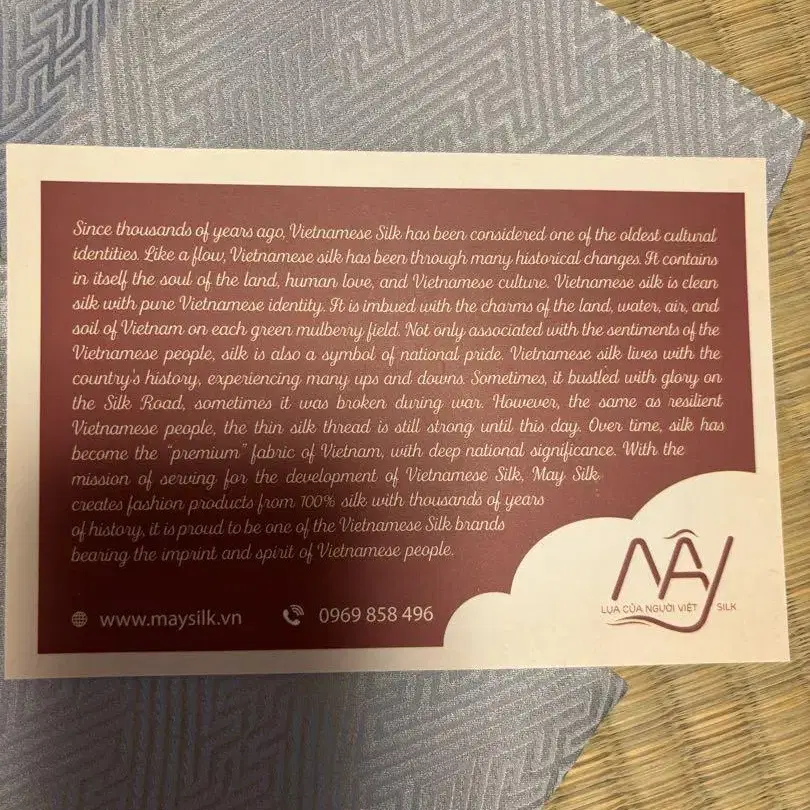 Since thousands of years ago, Vietnamese Silk has been considered one of the oldest cultural
identities. Like a flow, Vietnamese silk has been through many historical changes. It contains
in itself the soul of the land, human love, and Vietnamese culture. Vietnamese silk is clean
silk with pure Vietnamese identity. It is imbued with the charms of the land, water, air, and
soil of Vietnam on each green mulberry field. Not only associated with the sentiments of the
Vietnamese people, silk is also a symbol of national pride. Vietnamese silk lives with the
country's history, experiencing many ups and downs. Sometimes, it bustled with glory on
the Silk Road, sometimes it was broken during war. However, the same as resilient
Vietnamese people, the thin silk thread is still strong until this day. Over time, silk has
become the "premium" fabric of Vietnam, with deep national significance. With the
mission of serving for the development of Vietnamese Silk, May Silk
creates fashion products from 100% silk with thousands of years
of history, it is proud to be one of the Vietnamese Silk brands
bearing the imprint and spirit of Vietnamese people.
www.maysilk.vn 0969 858 496
MÂY
LỤA CỦA NGƯỜI VIỆT SILK